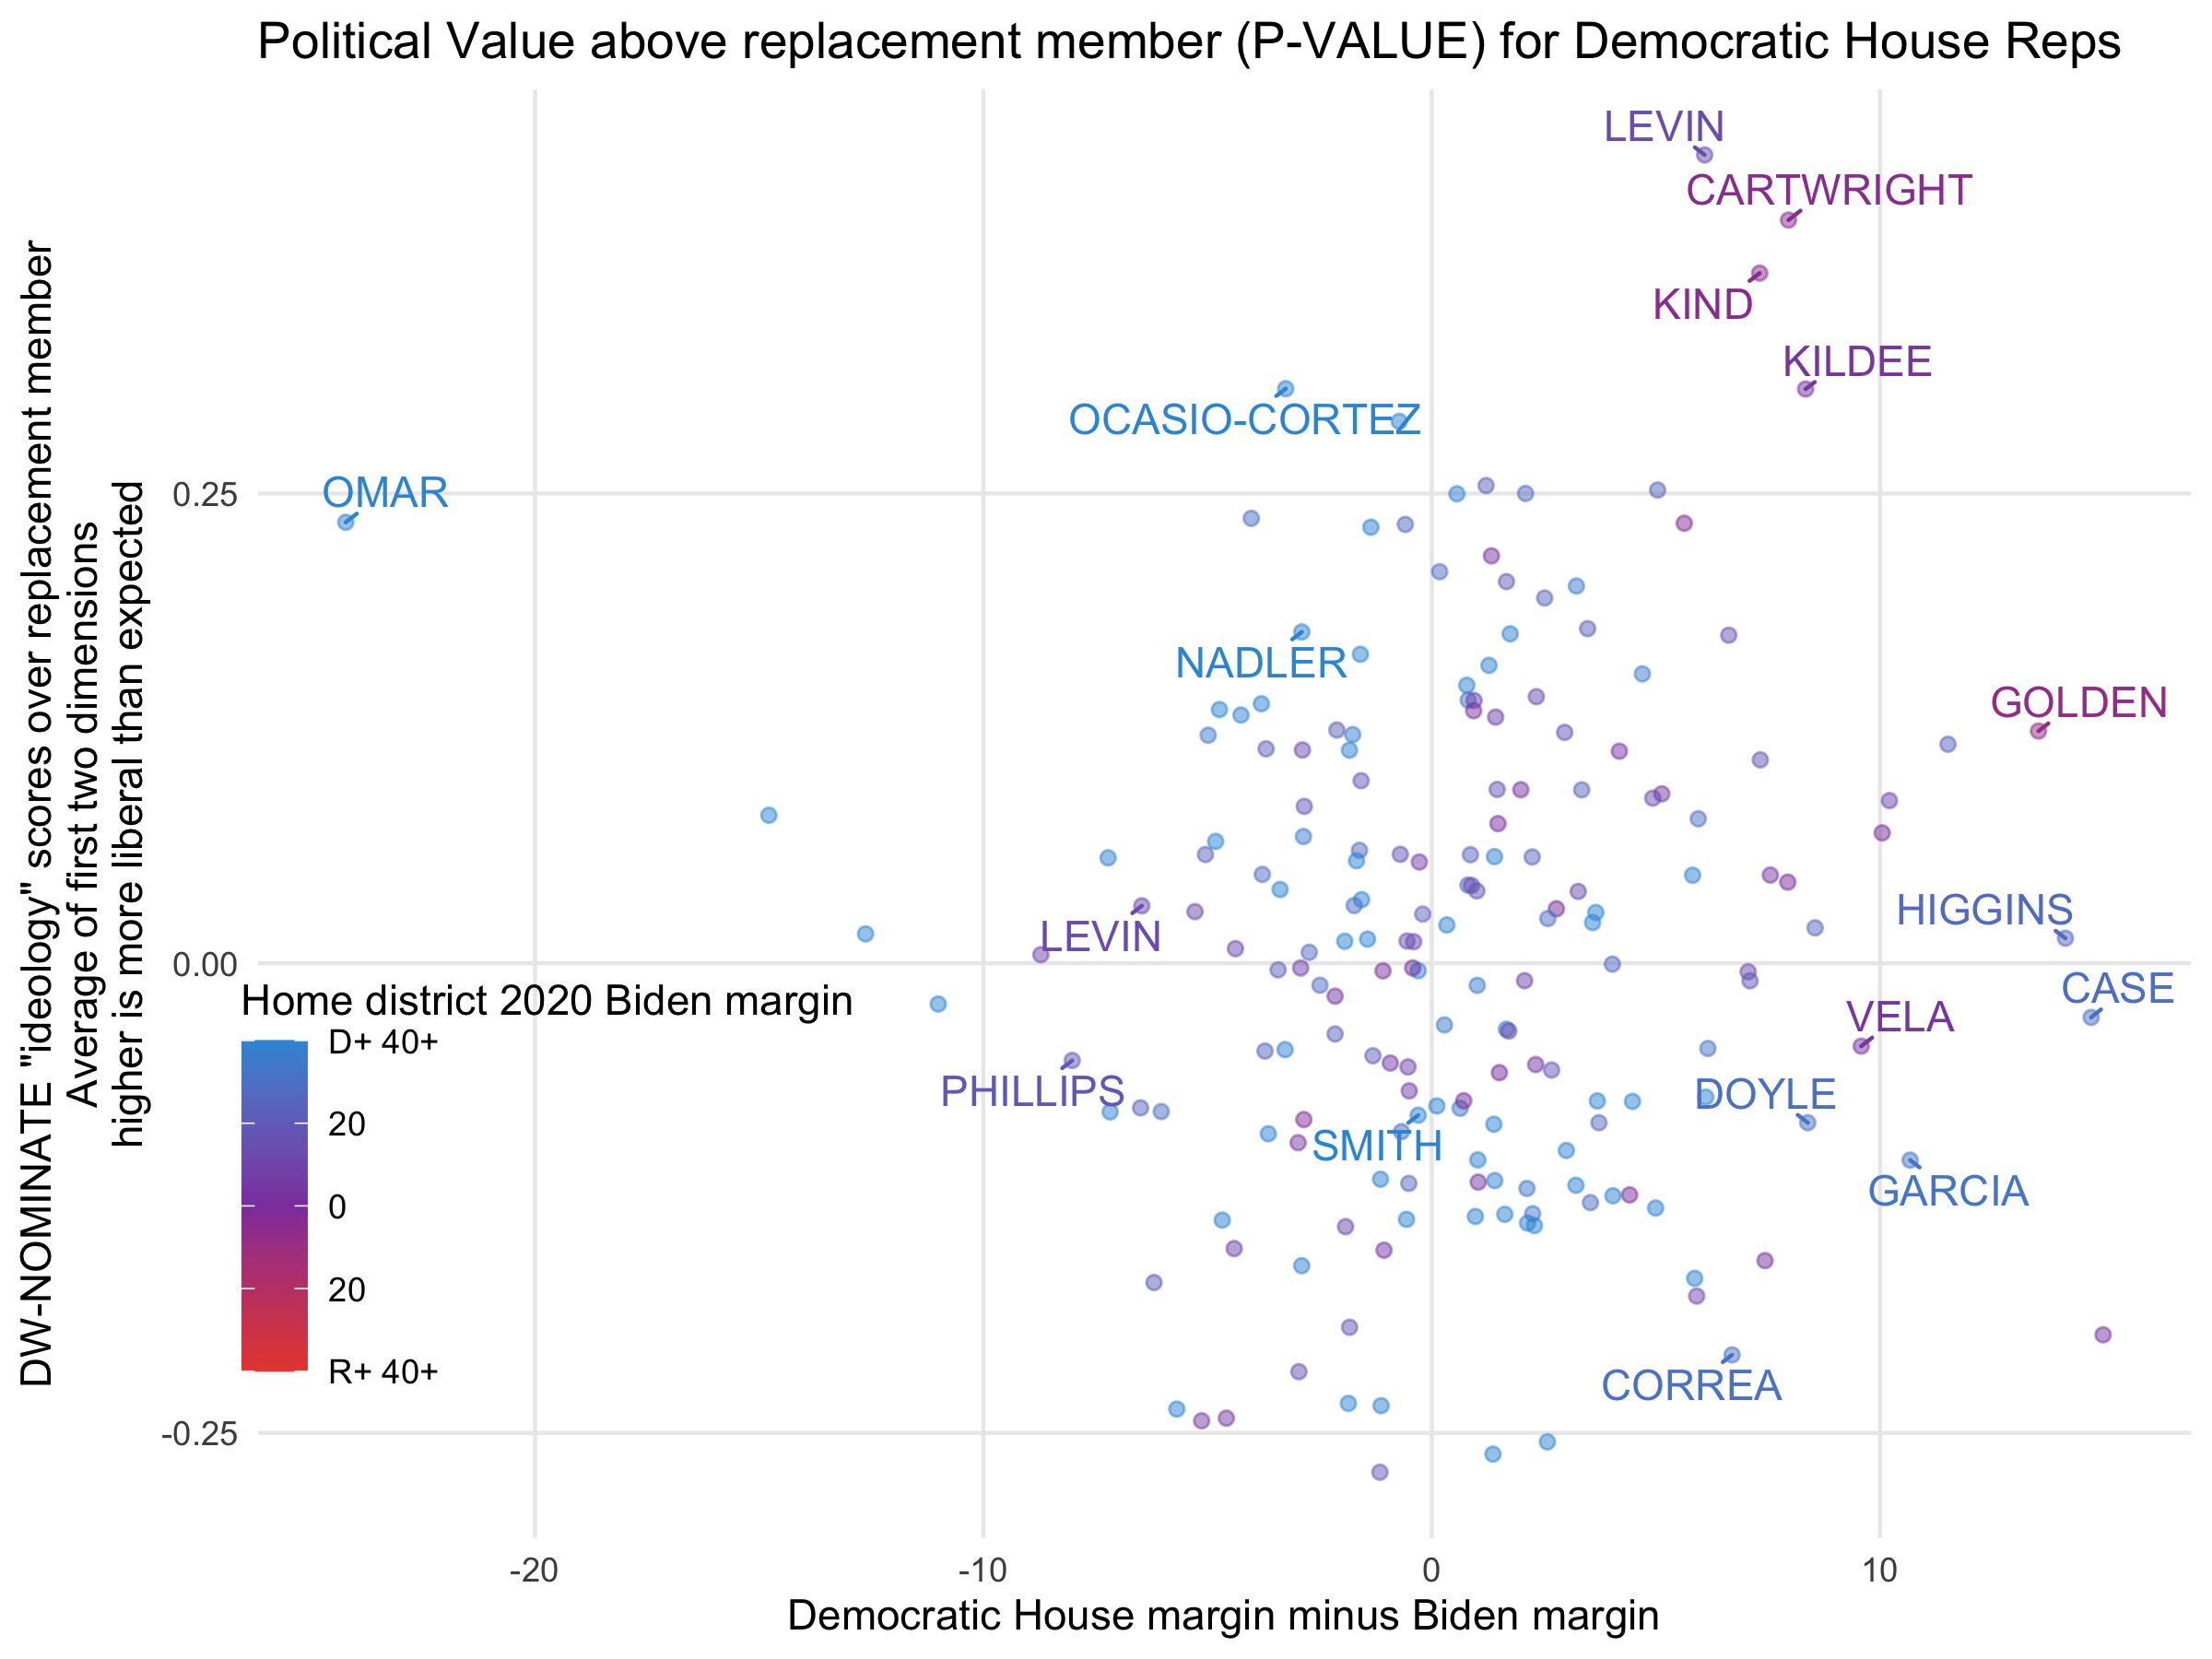 Political Value above replacement member (P-VALUE) for Democratic House Reps
DW-NOMINATE "ideology" scores over replacement member
Average of first two dimensions
higher is more liberal than expected
0.25
0.00
-0.25
LEVIN
CARTWRIGHT
KIND
KILDEE
OCASIO-CORTEZ
OMAR
NADLER
GOLDEN
HIGGINS
LEVIN
CASE
VELA
PHILLIPS
DOYLE
SMITH
GARCIA
CORREA
Home district 2020 Biden margin
D+ 40+
20
0
20
R+ 40+
-20
-10
0
10
Democratic House margin minus Biden margin